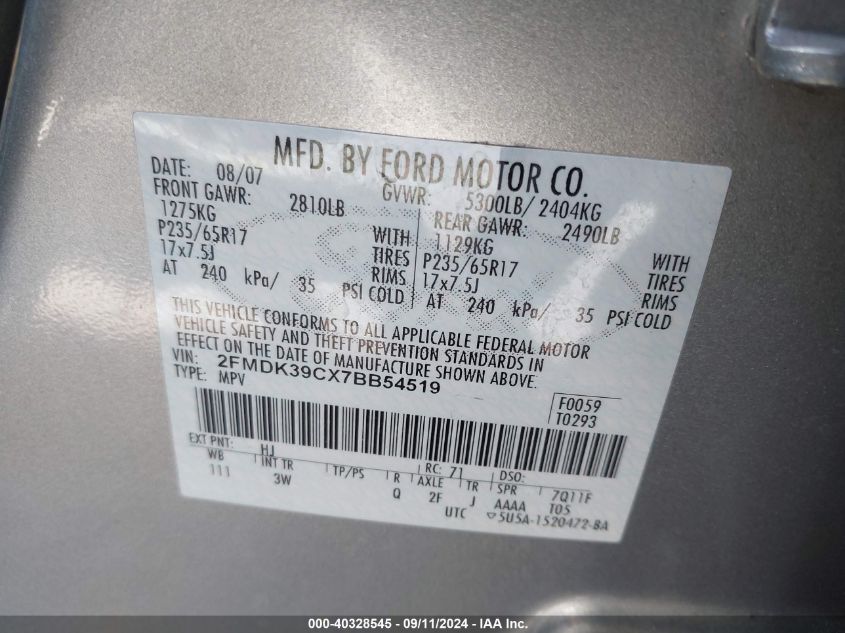 MFD. BY FORD MOTOR CO.
DATE: 08/07 GVWR: 5300LB/ 2404KG
FRONT GAWR: 2810LB REAR GAWR: 2490LB
1275KG WITH 1129KG WITH
P235/65R17 TIRES P235/65R17 TIRES
17x7.5J RIMS 17x7.5J RIMS
AT 240 kPa/ 35 PSI COLD AT 240 kPa/ 35 PSI COLD
THIS VEHICLE CONFORMS TO ALL APPLICABLE FEDERAL MOTOR
VEHICLE SAFETY AND THEFT PREVENTION STANDARDS IN
EFFECT ON THE DATE OF MANUFACTURE SHOWN ABOVE.
VIN: 2FMDK39CX7BB54519
TYPE: MPV
F0059
T0293
EXT PNT: HJ RC: 71 DSO:
WB INT TR TP/PS R AXLE TR SPR 7Q11F
111 3W Q 2F J AAAA T05
UTC ▽5U5A-1520472-BA
000-40328545 - 09/11/2024 - IAA Inc.